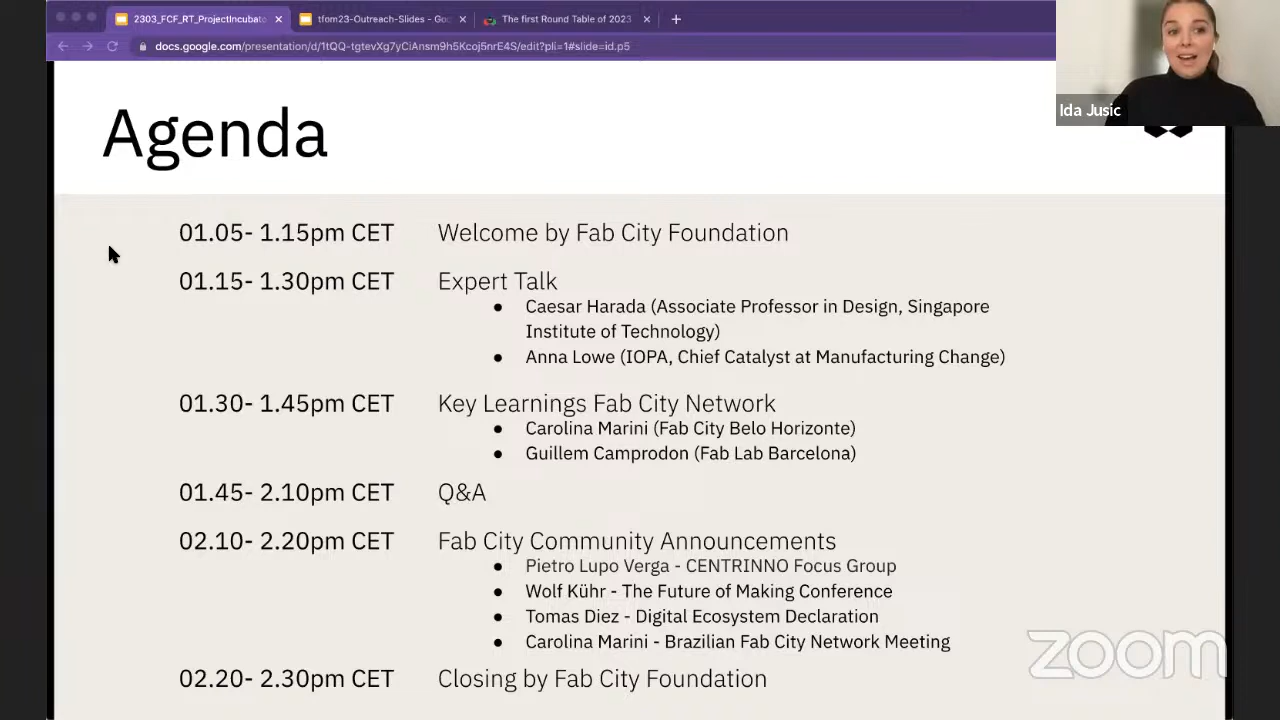 2303_FCF_RT_ProjectIncubato
tfom23-Outreach-Slides - Goo
The first Round Table of 2023
docs.google.com/presentation/d/1tQQ-tgtevXg7yCiAnsm9h5Kcoj5nrE4S/edit?pli=1#slide=id.p5
Ida Jusic
Agenda
01.05- 1.15pm CET Welcome by Fab City Foundation
01.15- 1.30pm CET Expert Talk
● Caesar Harada (Associate Professor in Design, Singapore
Institute of Technology)
● Anna Lowe (IOPA, Chief Catalyst at Manufacturing Change)
01.30- 1.45pm CET Key Learnings Fab City Network
● Carolina Marini (Fab City Belo Horizonte)
● Guillem Camprodon (Fab Lab Barcelona)
01.45- 2.10pm CET Q&A
02.10- 2.20pm CET Fab City Community Announcements
● Pietro Lupo Verga - CENTRINNO Focus Group
● Wolf Kühr - The Future of Making Conference
● Tomas Diez - Digital Ecosystem Declaration
● Carolina Marini - Brazilian Fab City Network Meeting
02.20- 2.30pm CET Closing by Fab City Foundation
zoom